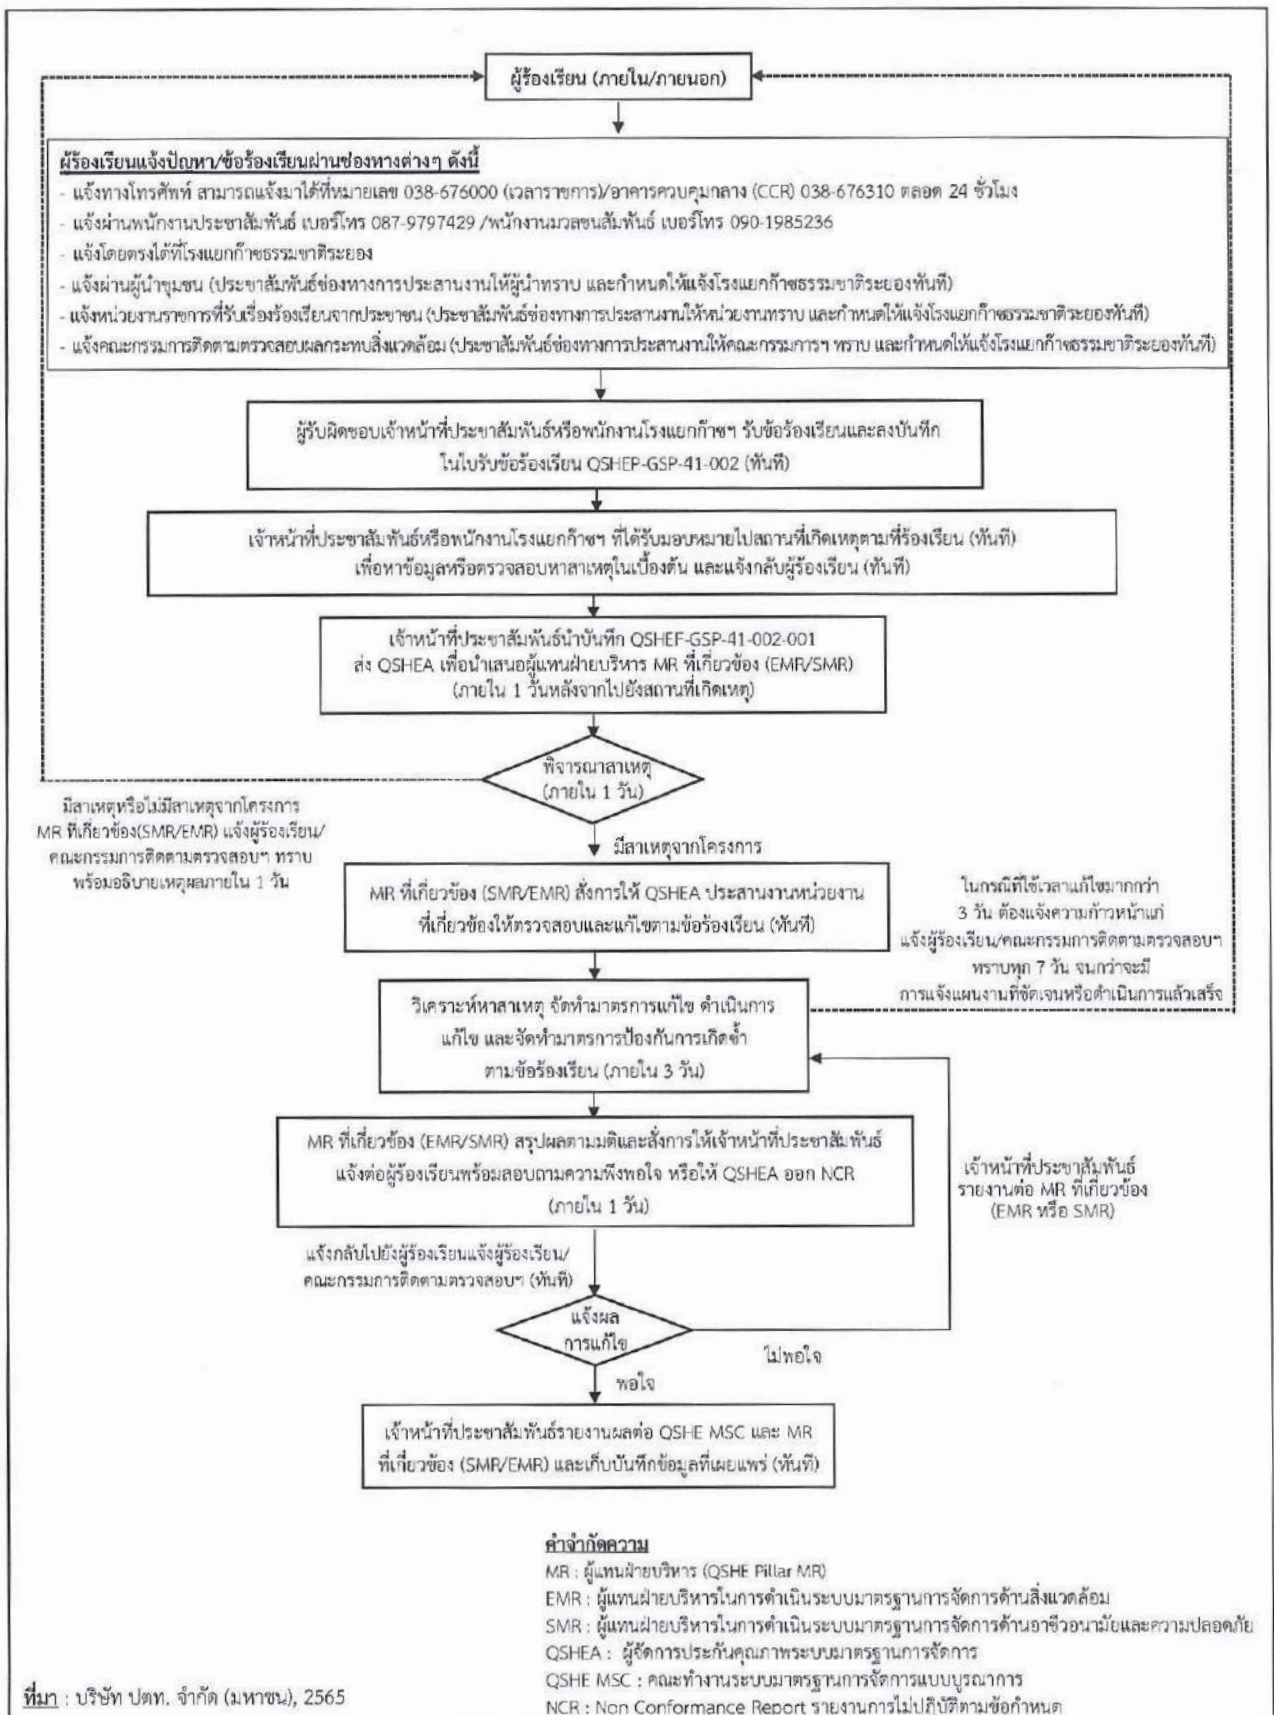 ผู้ร้องเรียน (ภายใน/ภายนอก)
ผู้ร้องเรียนแจ้งปัญหา/ข้อร้องเรียนผ่านช่องทางต่างๆ ดังนี้
- แจ้งทางโทรศัพท์ สามารถแจ้งมาได้ที่หมายเลข 038-676000 (เวลาราชการ)/อาคารควบคุมกลาง (CCR) 038-676310 ตลอด 24 ชั่วโมง
- แจ้งผ่านพนักงานประชาสัมพันธ์ เบอร์โทร 087-9797429 /พนักงานมวลชนสัมพันธ์ เบอร์โทร 090-1985236
- แจ้งโดยตรงได้ที่โรงแยกก๊าซธรรมชาติระยอง
- แจ้งผ่านผู้นำชุมชน (ประชาสัมพันธ์ช่องทางการประสานงานให้ผู้นำทราบ และกำหนดให้แจ้งโรงแยกก๊าซธรรมชาติระยองทันที)
- แจ้งหน่วยงานราชการที่รับเรื่องร้องเรียนจากประชาชน (ประชาสัมพันธ์ช่องทางการประสานงานให้หน่วยงานทราบ และกำหนดให้แจ้งโรงแยกก๊าซธรรมชาติระยองทันที)
- แจ้งคณะกรรมการติดตามตรวจสอบผลกระทบสิ่งแวดล้อม (ประชาสัมพันธ์ช่องทางการประสานงานให้คณะกรรมการฯ ทราบ และกำหนดให้แจ้งโรงแยกก๊าซธรรมชาติระยองทันที)
ผู้รับผิดชอบเจ้าหน้าที่ประชาสัมพันธ์หรือพนักงานโรงแยกก๊าซฯ รับข้อร้องเรียนและลงบันทึก
ในใบรับข้อร้องเรียน QSHEP-GSP-41-002 (ทันที)
เจ้าหน้าที่ประชาสัมพันธ์หรือพนักงานโรงแยกก๊าซฯ ที่ได้รับมอบหมายไปสถานที่เกิดเหตุตามที่ร้องเรียน (ทันที)
เพื่อหาข้อมูลหรือตรวจสอบหาสาเหตุในเบื้องต้น และแจ้งกลับผู้ร้องเรียน (ทันที)
เจ้าหน้าที่ประชาสัมพันธ์นำบันทึก QSHEF-GSP-41-002-001
ส่ง QSHEA เพื่อนำเสนอผู้แทนฝ่ายบริหาร MR ที่เกี่ยวข้อง (EMR/SMR)
(ภายใน 1 วันหลังจากไปยังสถานที่เกิดเหตุ)
พิจารณาสาเหตุ
(ภายใน 1 วัน)
มีสาเหตุหรือไม่มีสาเหตุจากโครงการ
MR ที่เกี่ยวข้อง(SMR/EMR) แจ้งผู้ร้องเรียน/
คณะกรรมการติดตามตรวจสอบฯ ทราบ
พร้อมอธิบายเหตุผลภายใน 1 วัน
มีสาเหตุจากโครงการ
MR ที่เกี่ยวข้อง (SMR/EMR) สั่งการให้ QSHEA ประสานงานหน่วยงาน
ที่เกี่ยวข้องให้ตรวจสอบและแก้ไขตามข้อร้องเรียน (ทันที)
ในกรณีที่ใช้เวลาแก้ไขมากกว่า
3 วัน ต้องแจ้งความก้าวหน้าแก่
แจ้งผู้ร้องเรียน/คณะกรรมการติดตามตรวจสอบฯ
ทราบทุก 7 วัน จนกว่าจะมี
การแจ้งแผนงานที่ชัดเจนหรือดำเนินการแล้วเสร็จ
วิเคราะห์หาสาเหตุ จัดทำมาตรการแก้ไข ดำเนินการ
แก้ไข และจัดทำมาตรการป้องกันการเกิดซ้ำ
ตามข้อร้องเรียน (ภายใน 3 วัน)
MR ที่เกี่ยวข้อง (EMR/SMR) สรุปผลตามมติและสั่งการให้เจ้าหน้าที่ประชาสัมพันธ์
แจ้งต่อผู้ร้องเรียนพร้อมสอบถามความพึงพอใจ หรือให้ QSHEA ออก NCR
(ภายใน 1 วัน)
เจ้าหน้าที่ประชาสัมพันธ์
รายงานต่อ MR ที่เกี่ยวข้อง
(EMR หรือ SMR)
แจ้งกลับไปยังผู้ร้องเรียนแจ้งผู้ร้องเรียน/
คณะกรรมการติดตามตรวจสอบฯ (ทันที)
แจ้งผล
การแก้ไข
ไม่พอใจ
พอใจ
เจ้าหน้าที่ประชาสัมพันธ์รายงานผลต่อ QSHE MSC และ MR
ที่เกี่ยวข้อง (SMR/EMR) และเก็บบันทึกข้อมูลที่เผยแพร่ (ทันที)
คำจำกัดความ
MR : ผู้แทนฝ่ายบริหาร (QSHE Pillar MR)
EMR : ผู้แทนฝ่ายบริหารในการดำเนินระบบมาตรฐานการจัดการด้านสิ่งแวดล้อม
SMR : ผู้แทนฝ่ายบริหารในการดำเนินระบบมาตรฐานการจัดการด้านอาชีวอนามัยและความปลอดภัย
QSHEA : ผู้จัดการประกันคุณภาพระบบมาตรฐานการจัดการ
QSHE MSC : คณะทำงานระบบมาตรฐานการจัดการแบบบูรณาการ
NCR : Non Conformance Report รายงานการไม่ปฏิบัติตามข้อกำหนด
ที่มา : บริษัท ปตท. จำกัด (มหาชน), 2565